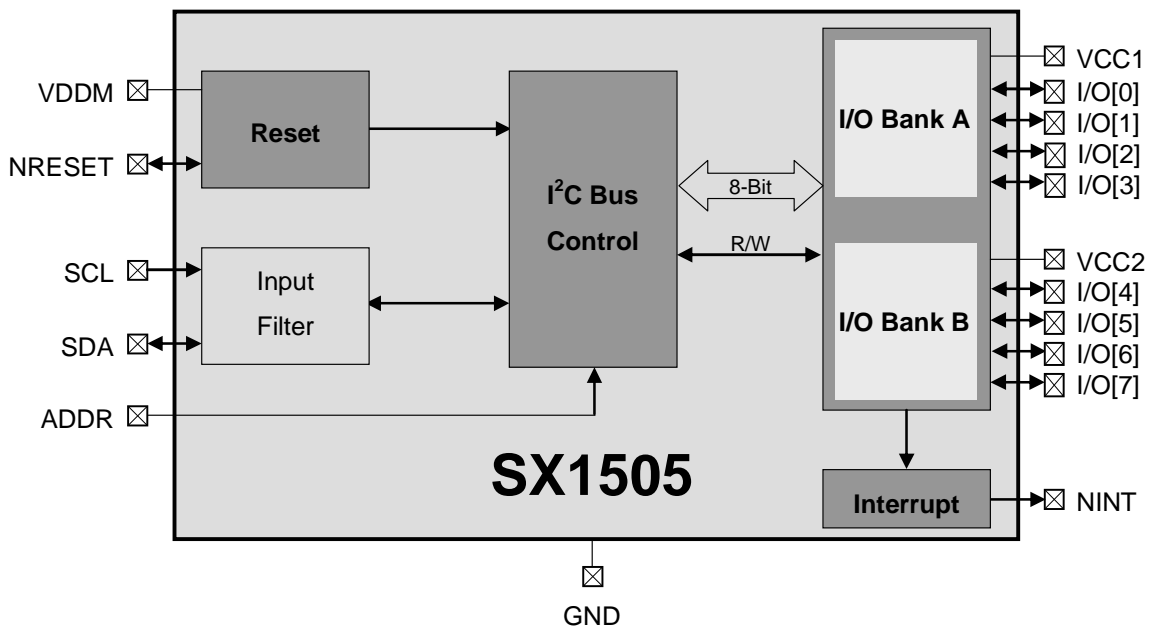 VDDM
NRESET
SCL
SDA
ADDR
Reset
Input
Filter
I²C Bus
Control
8-Bit
R/W
I/O Bank A
I/O Bank B
VCC1
I/O[0]
I/O[1]
I/O[2]
I/O[3]
VCC2
I/O[4]
I/O[5]
I/O[6]
I/O[7]
SX1505
Interrupt
NINT
GND